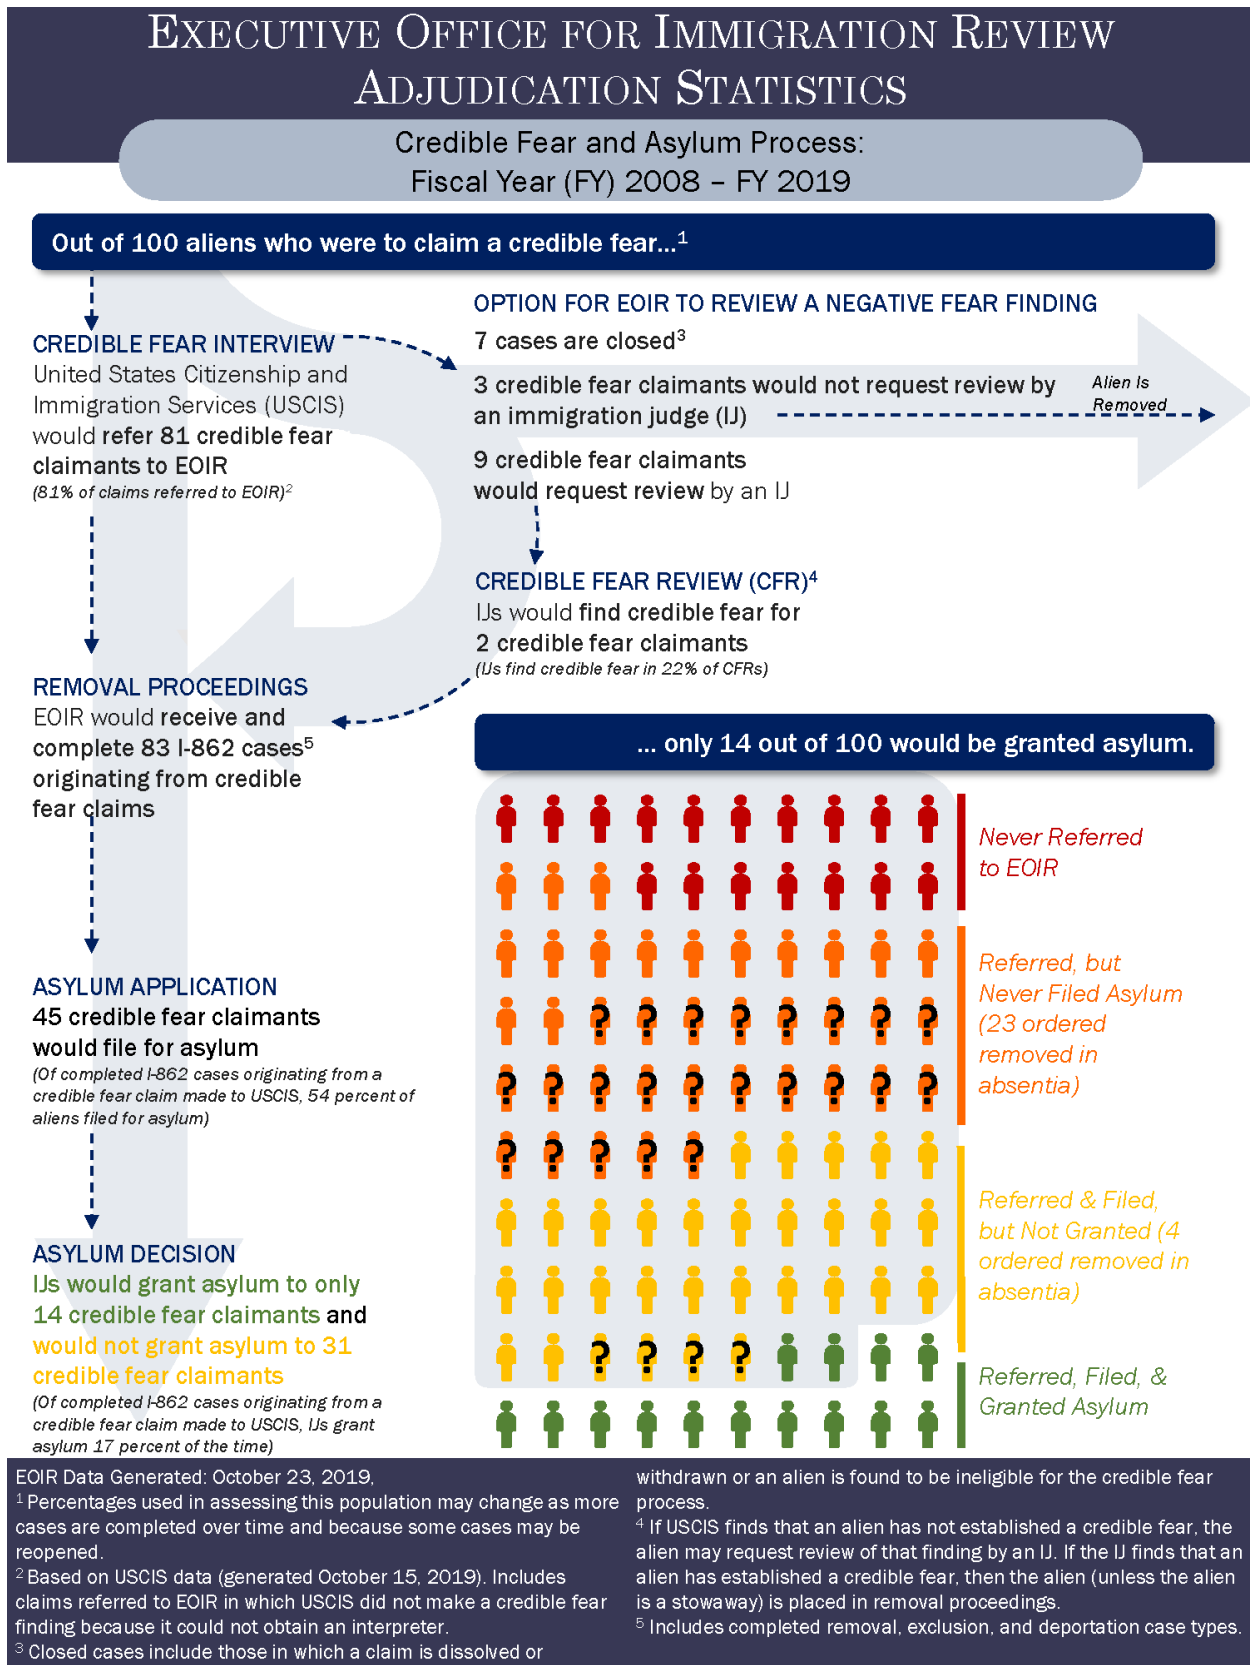 EXECUTIVE OFFICE FOR IMMIGRATION REVIEW
ADJUDICATION STATISTICS
Credible Fear and Asylum Process:
Fiscal Year (FY) 2008 – FY 2019
Out of 100 aliens who were to claim a credible fear...1
CREDIBLE FEAR INTERVIEW
United States Citizenship and
Immigration Services (USCIS)
would refer 81 credible fear
claimants to EOIR
(81% of claims referred to EOIR)2
OPTION FOR EOIR TO REVIEW A NEGATIVE FEAR FINDING
7 cases are closed3
3 credible fear claimants would not request review by
an immigration judge (IJ)
Alien Is
Removed
9 credible fear claimants
would request review by an IJ
CREDIBLE FEAR REVIEW (CFR)4
IJs would find credible fear for
2 credible fear claimants
(IJs find credible fear in 22% of CFRs)
REMOVAL PROCEEDINGS
EOIR would receive and
complete 83 I-862 cases5
originating from credible
fear claims
ASYLUM APPLICATION
45 credible fear claimants
would file for asylum
(Of completed I-862 cases originating from a
credible fear claim made to USCIS, 54 percent of
aliens filed for asylum)
ASYLUM DECISION
IJs would grant asylum to only
14 credible fear claimants and
would not grant asylum to 31
credible fear claimants
(Of completed I-862 cases originating from a
credible fear claim made to USCIS, IJs grant
asylum 17 percent of the time)
... only 14 out of 100 would be granted asylum.
Never Referred
to EOIR
Referred, but
Never Filed Asylum
(23 ordered
removed in
absentia)
? ? ? ? ? ? ? ?
? ? ? ? ? ? ? ? ? ?
? ? ? ? ?
Referred & Filed,
but Not Granted (4
ordered removed in
absentia)
? ? ? ?
Referred, Filed, &
Granted Asylum
EOIR Data Generated: October 23, 2019,
1 Percentages used in assessing this population may change as more
cases are completed over time and because some cases may be
reopened.
2 Based on USCIS data (generated October 15, 2019). Includes
claims referred to EOIR in which USCIS did not make a credible fear
finding because it could not obtain an interpreter.
3 Closed cases include those in which a claim is dissolved or
withdrawn or an alien is found to be ineligible for the credible fear
process.
4 If USCIS finds that an alien has not established a credible fear, the
alien may request review of that finding by an IJ. If the IJ finds that an
alien has established a credible fear, then the alien (unless the alien
is a stowaway) is placed in removal proceedings.
5 Includes completed removal, exclusion, and deportation case types.